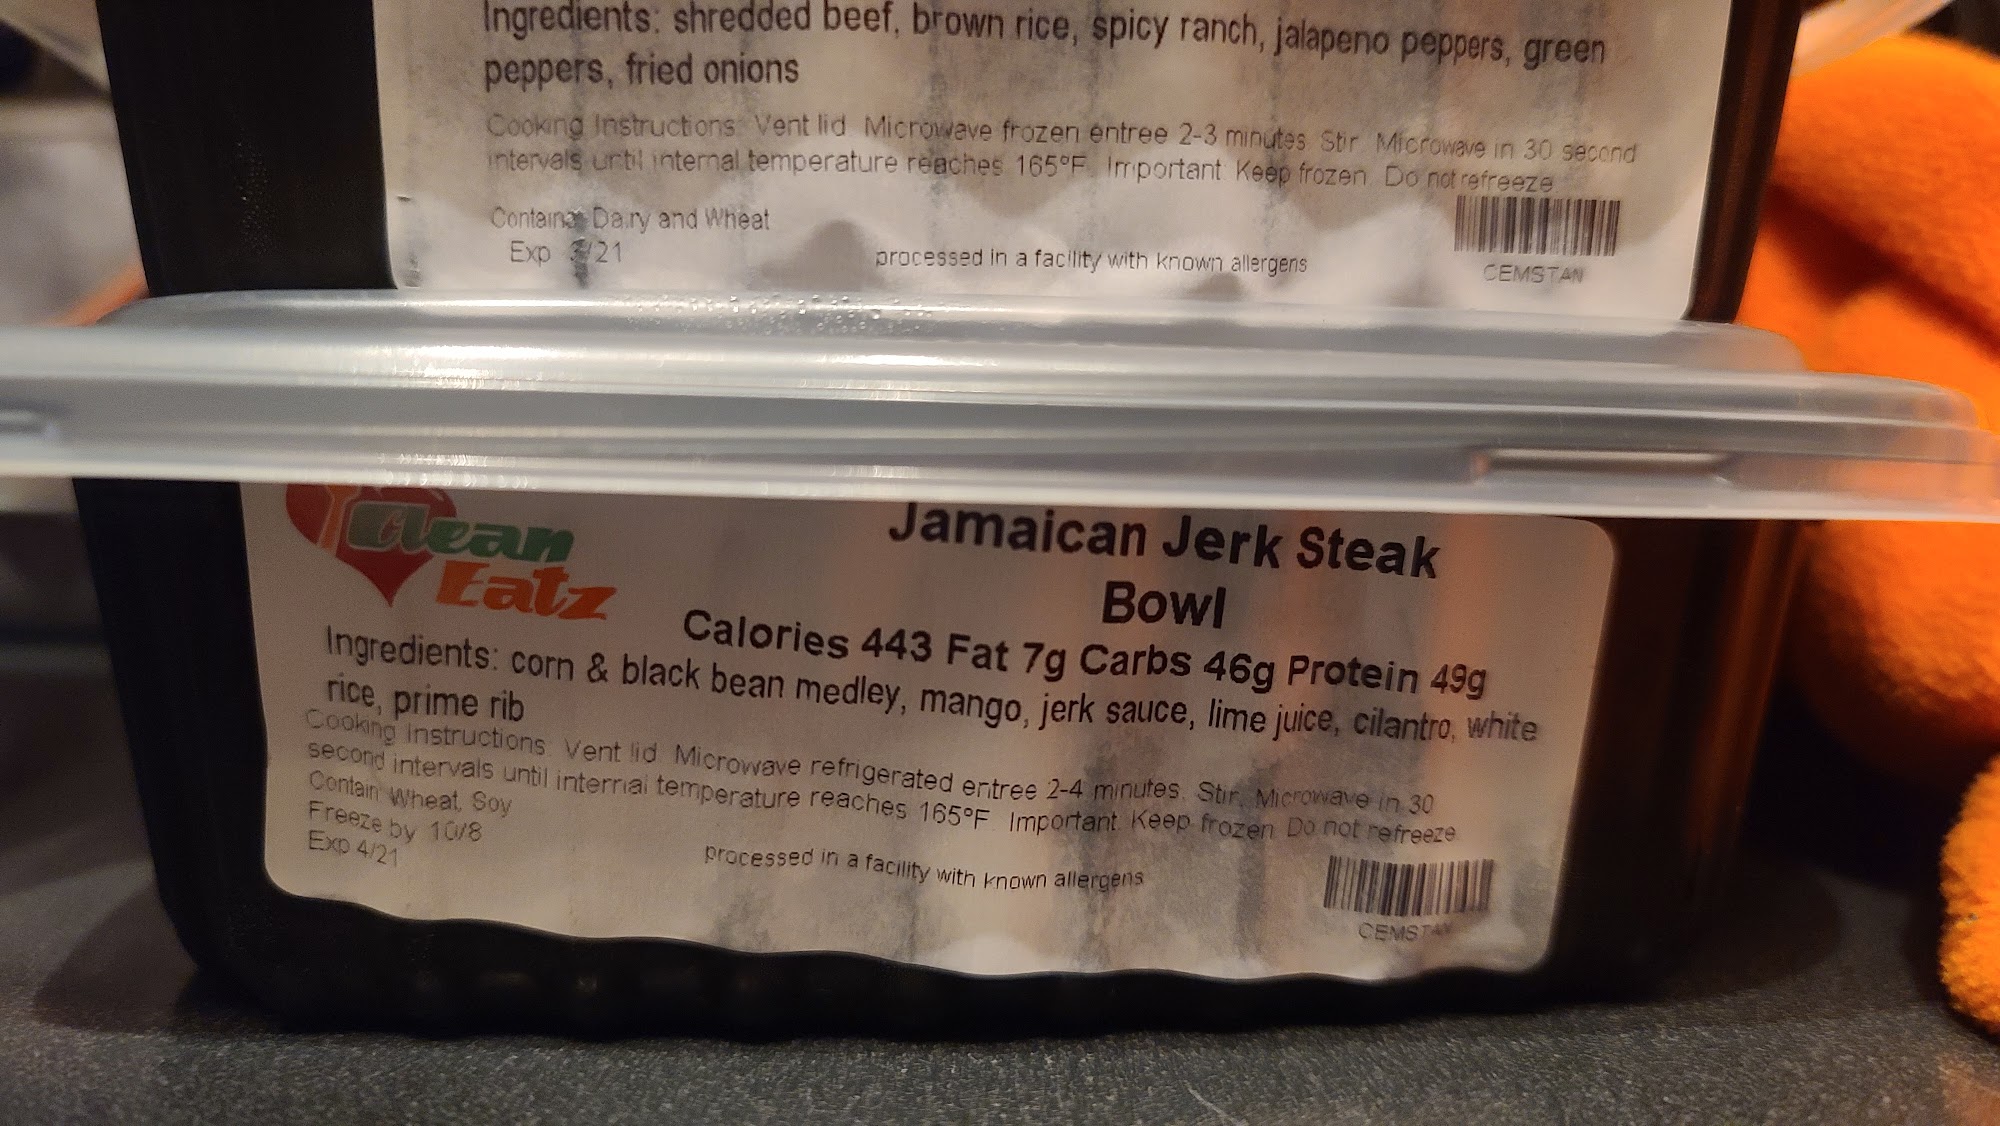 Ingredients: shredded beef, brown rice, spicy ranch, jalapeno peppers, green
peppers, fried onions
Cooking Instructions: Vent lid Microwave frozen entree 2-3 minutes Stir Microwave in 30 second
intervals until internal temperature reaches 165°F Important: Keep frozen Do not refreeze
Contains Dairy and Wheat
Exp 3/21
processed in a facility with known allergens
CEMSTAN
Clean
Eatz
Jamaican Jerk Steak
Bowl
Calories 443 Fat 7g Carbs 46g Protein 49g
Ingredients: corn & black bean medley, mango, jerk sauce, lime juice, cilantro, white
rice, prime rib
Cooking Instructions Vent lid Microwave refrigerated entree 2-4 minutes. Stir, Microwave in 30
second intervals until internal temperature reaches 165°F Important. Keep frozen Do not refreeze
Contain Wheat, Soy
Freeze by 10/8
Exp 4/21
processed in a facility with known allergens
CEMSTAN